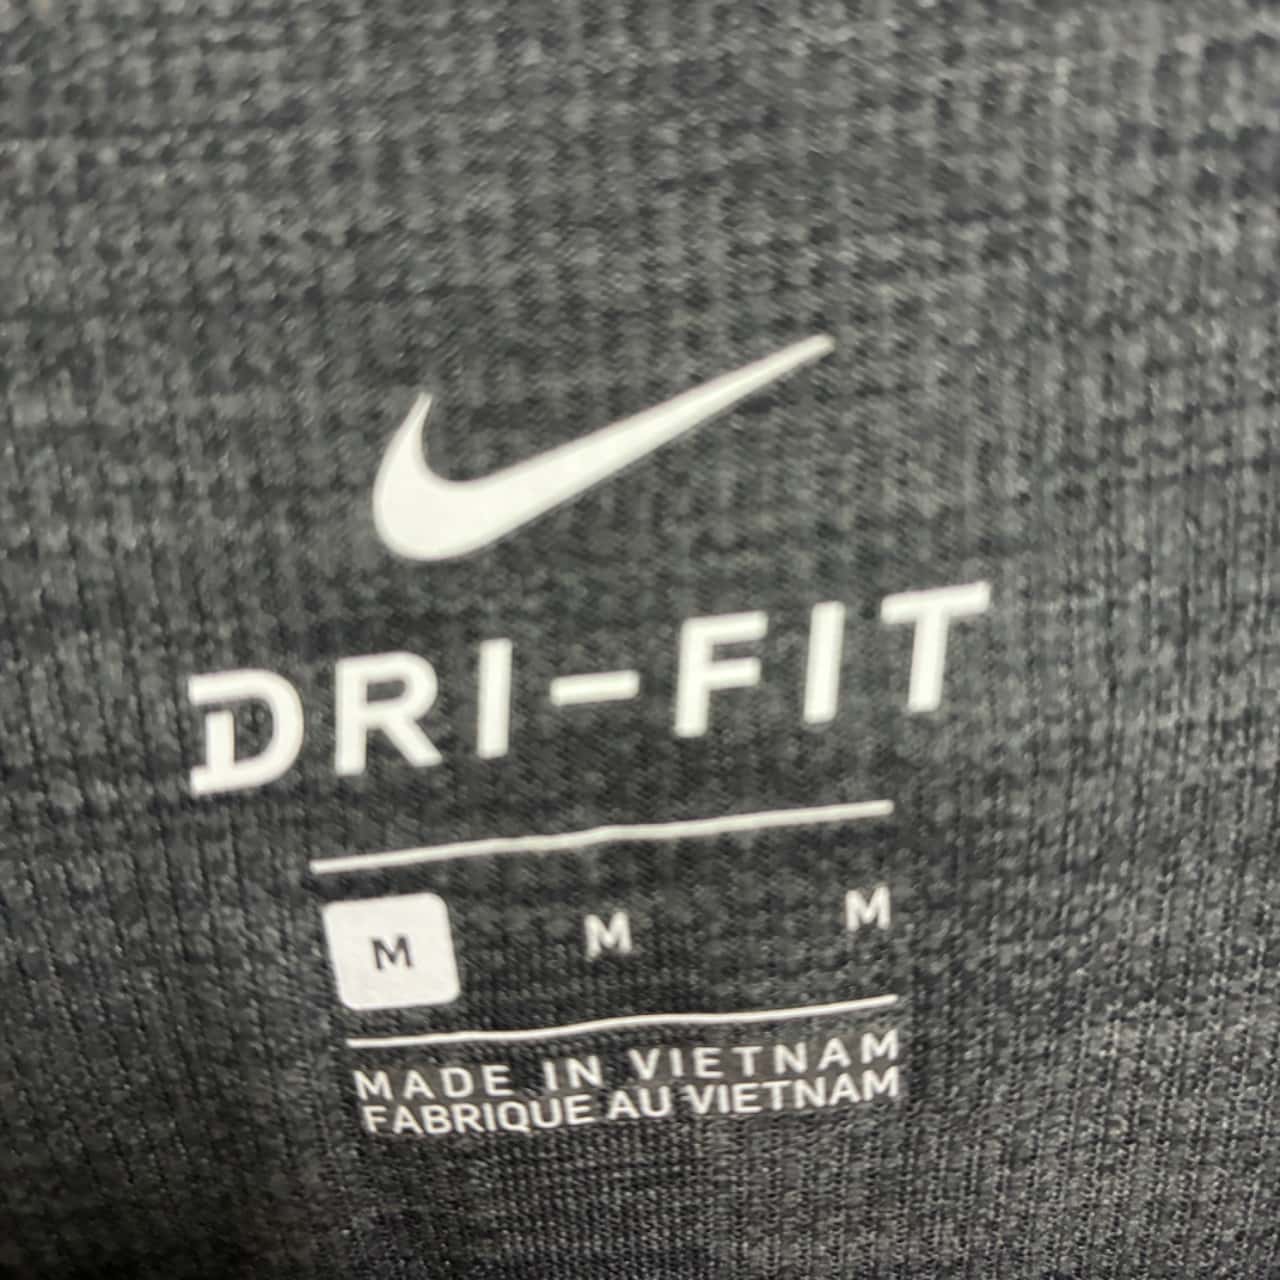 DRI-FIT
M M M
MADE IN VIETNAM
FABRIQUE AU VIETNAM